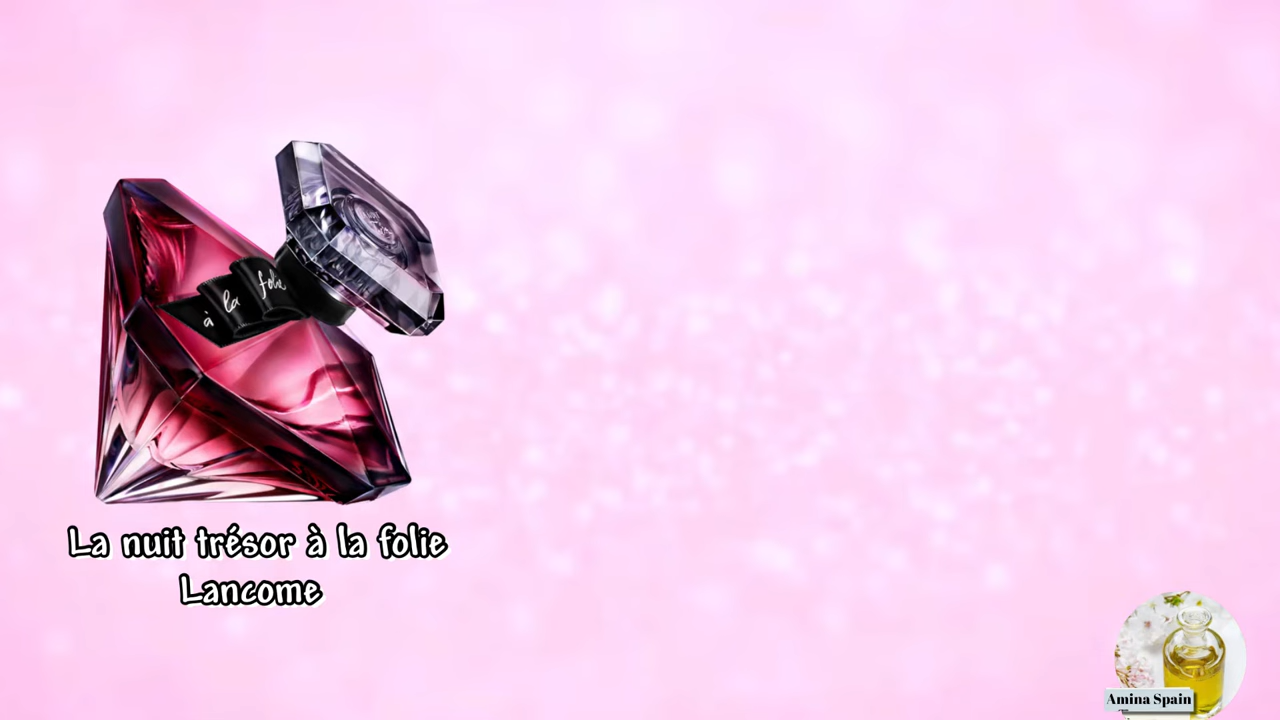 à la folie
La nuit trésor à la folie
Lancome
Amina Spain